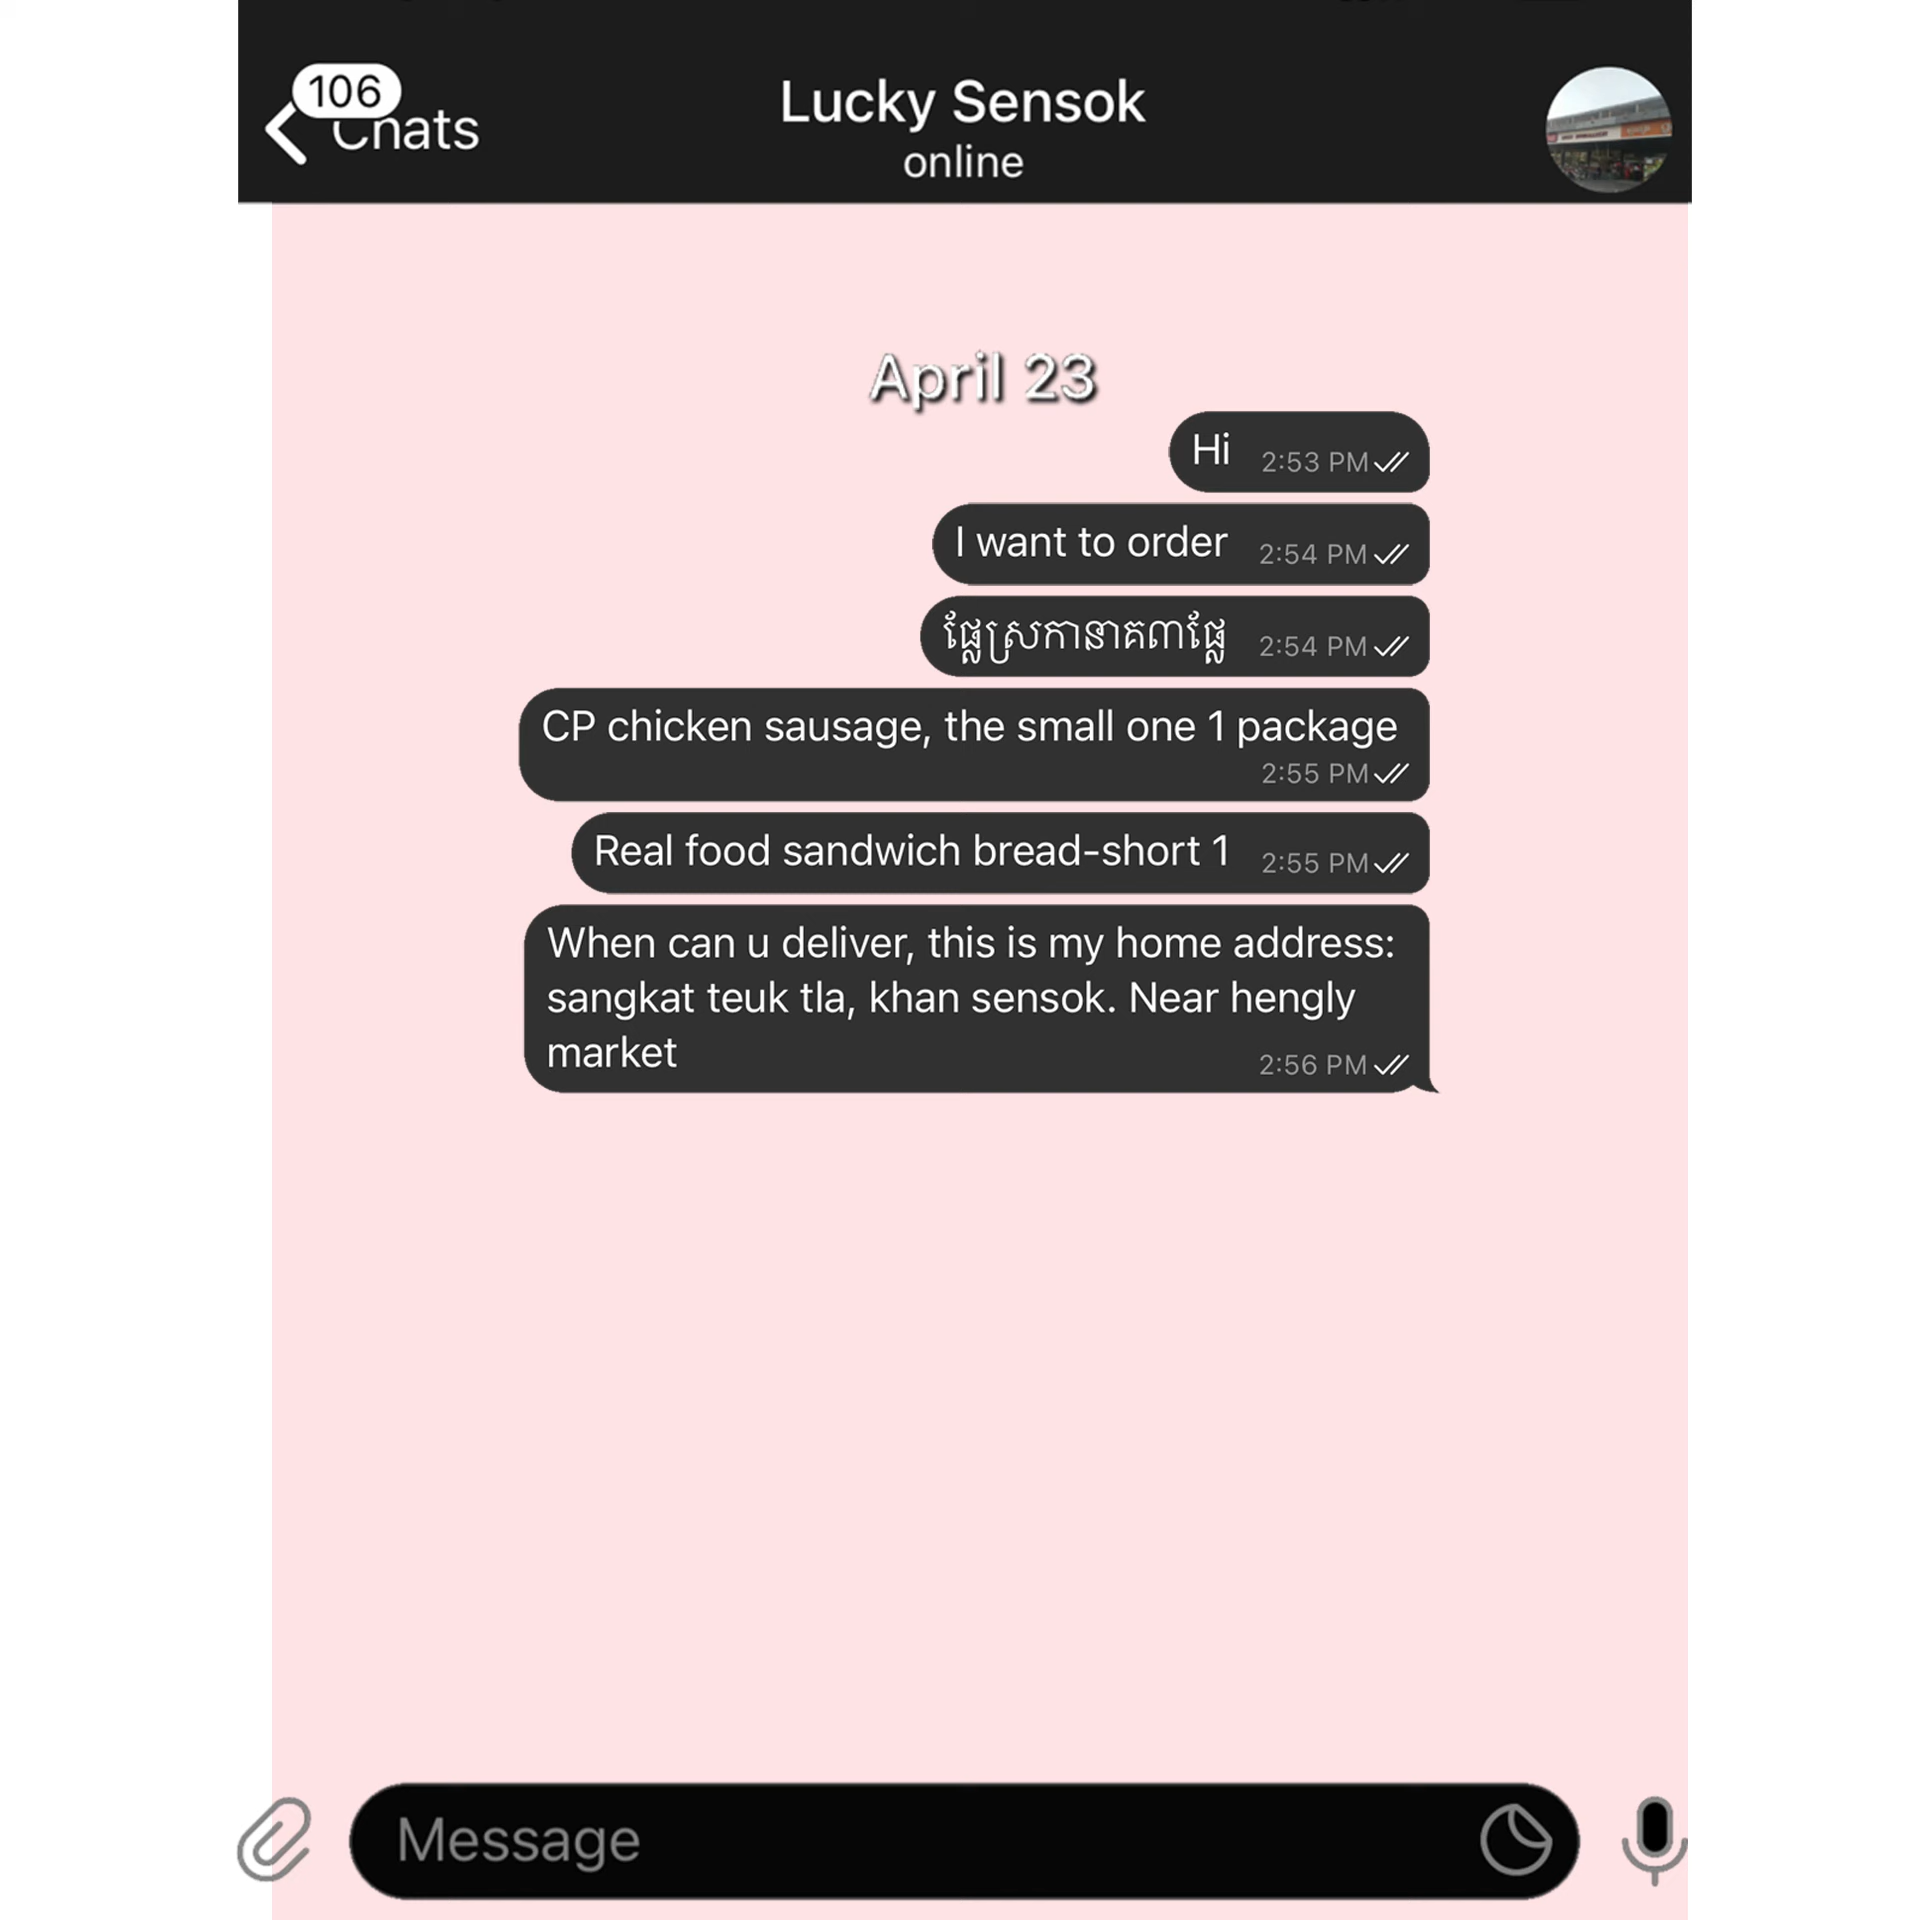 106
Chats
Lucky Sensok
online
April 23
Hi 2:53 PM
I want to order 2:54 PM
ផ្លែស្រកានាគ៣ផ្លែ 2:54 PM
CP chicken sausage, the small one 1 package
2:55 PM
Real food sandwich bread-short 1 2:55 PM
When can u deliver, this is my home address:
sangkat teuk tla, khan sensok. Near hengly
market 2:56 PM
Message